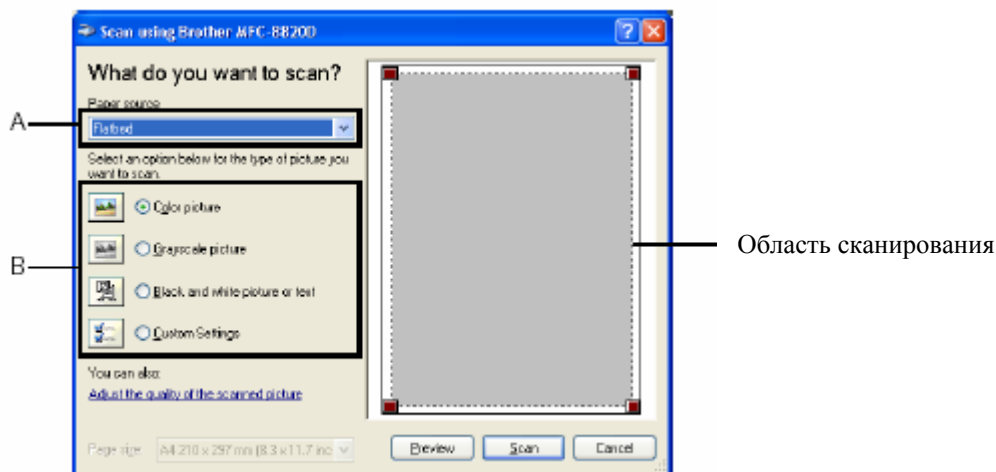 Scan using Brother MFC-8820D
What do you want to scan?
Paper source
A
Flatbed
Select an option below for the type of picture you
want to scan.
Color picture
Grayscale picture
B
Black and white picture or text
Custom Settings
You can also:
Adjust the quality of the scanned picture
Page size:
A4 210 x 297 mm (8.3 x 11.7 inc
Preview
Scan
Cancel
Область сканирования